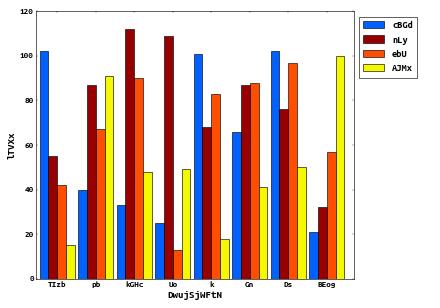 120
100
80
60
40
20
0
lTVXx
TIzb pb kGHc Uo k Gn Ds BEog
DwujSjWFtN
cBGd
nLy
ebU
AJMx